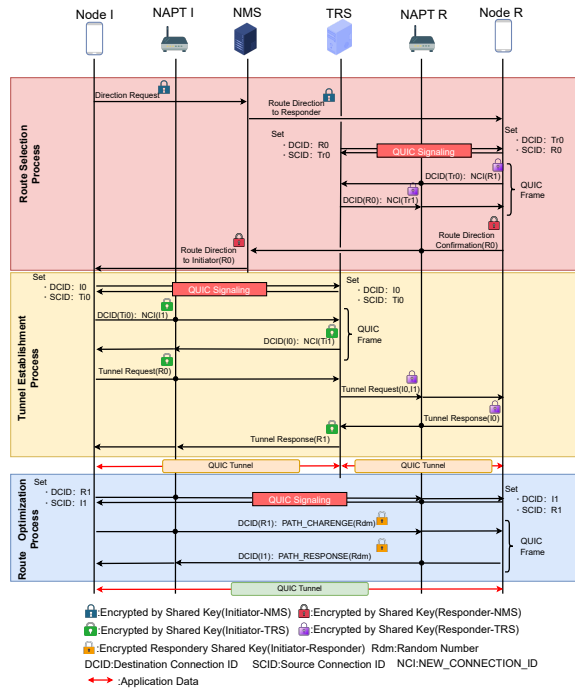 Node I
NAPT I
NMS
TRS
NAPT R
Node R
Route Selection
Process
Direction Request
Route Direction
to Responder
Set
・DCID: R0
・SCID: Tr0
QUIC Signaling
Set
・DCID: Tr0
・SCID: R0
DCID(Tr0): NCI(R1)
DCID(R0): NCI(Tr1)
QUIC
Frame
Route Direction
Confirmation(R0)
Route Direction
to Initiator(R0)
Tunnel Establishment
Process
Set
・DCID: I0
・SCID: Ti0
QUIC Signaling
Set
・DCID: I0
・SCID: Ti0
DCID(Ti0): NCI(I1)
DCID(I0): NCI(Ti1)
QUIC
Frame
Tunnel Request(R0)
Tunnel Request(I0,I1)
Tunnel Response(I0)
Tunnel Response(R1)
QUIC Tunnel
QUIC Tunnel
Route Optimization
Process
Set
・DCID: R1
・SCID: I1
QUIC Signaling
Set
・DCID: I1
・SCID: R1
DCID(R1): PATH_CHARENGE(Rdm)
DCID(I1): PATH_RESPONSE(Rdm)
QUIC
Frame
QUIC Tunnel
:Encrypted by Shared Key(Initiator-NMS)
:Encrypted by Shared Key(Responder-NMS)
:Encrypted by Shared Key(Initiator-TRS)
:Encrypted by Shared Key(Responder-TRS)
:Encrypted Respondery Shared Key(Initiator-Responder)
Rdm:Random Number
DCID:Destination Connection ID
SCID:Source Connection ID
NCI:NEW_CONNECTION_ID
:Application Data